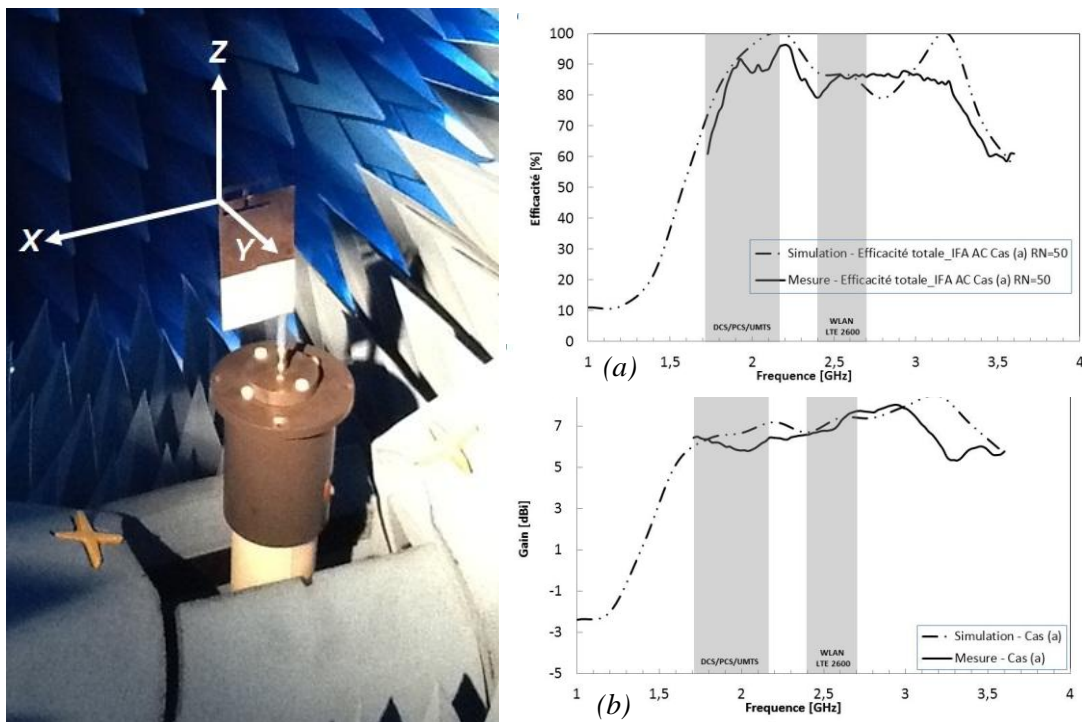 Z
X
Y
100
90
80
70
60
50
40
30
20
10
0
Efficacité [%]
Simulation - Efficacité totale_IFA AC Cas (a) RN=50
Mesure - Efficacité totale_IFA AC Cas (a) RN=50
DCS/PCS/UMTS
WLAN
LTE 2600
1 1,5 2 2,5 3 3,5 4
Frequence [GHz]
(a)
7
5
3
1
-1
-3
-5
Gain [dBi]
Simulation - Cas (a)
Mesure - Cas (a)
DCS/PCS/UMTS
WLAN
LTE 2600
1 1,5 2 2,5 3 3,5 4
Frequence [GHz]
(b)